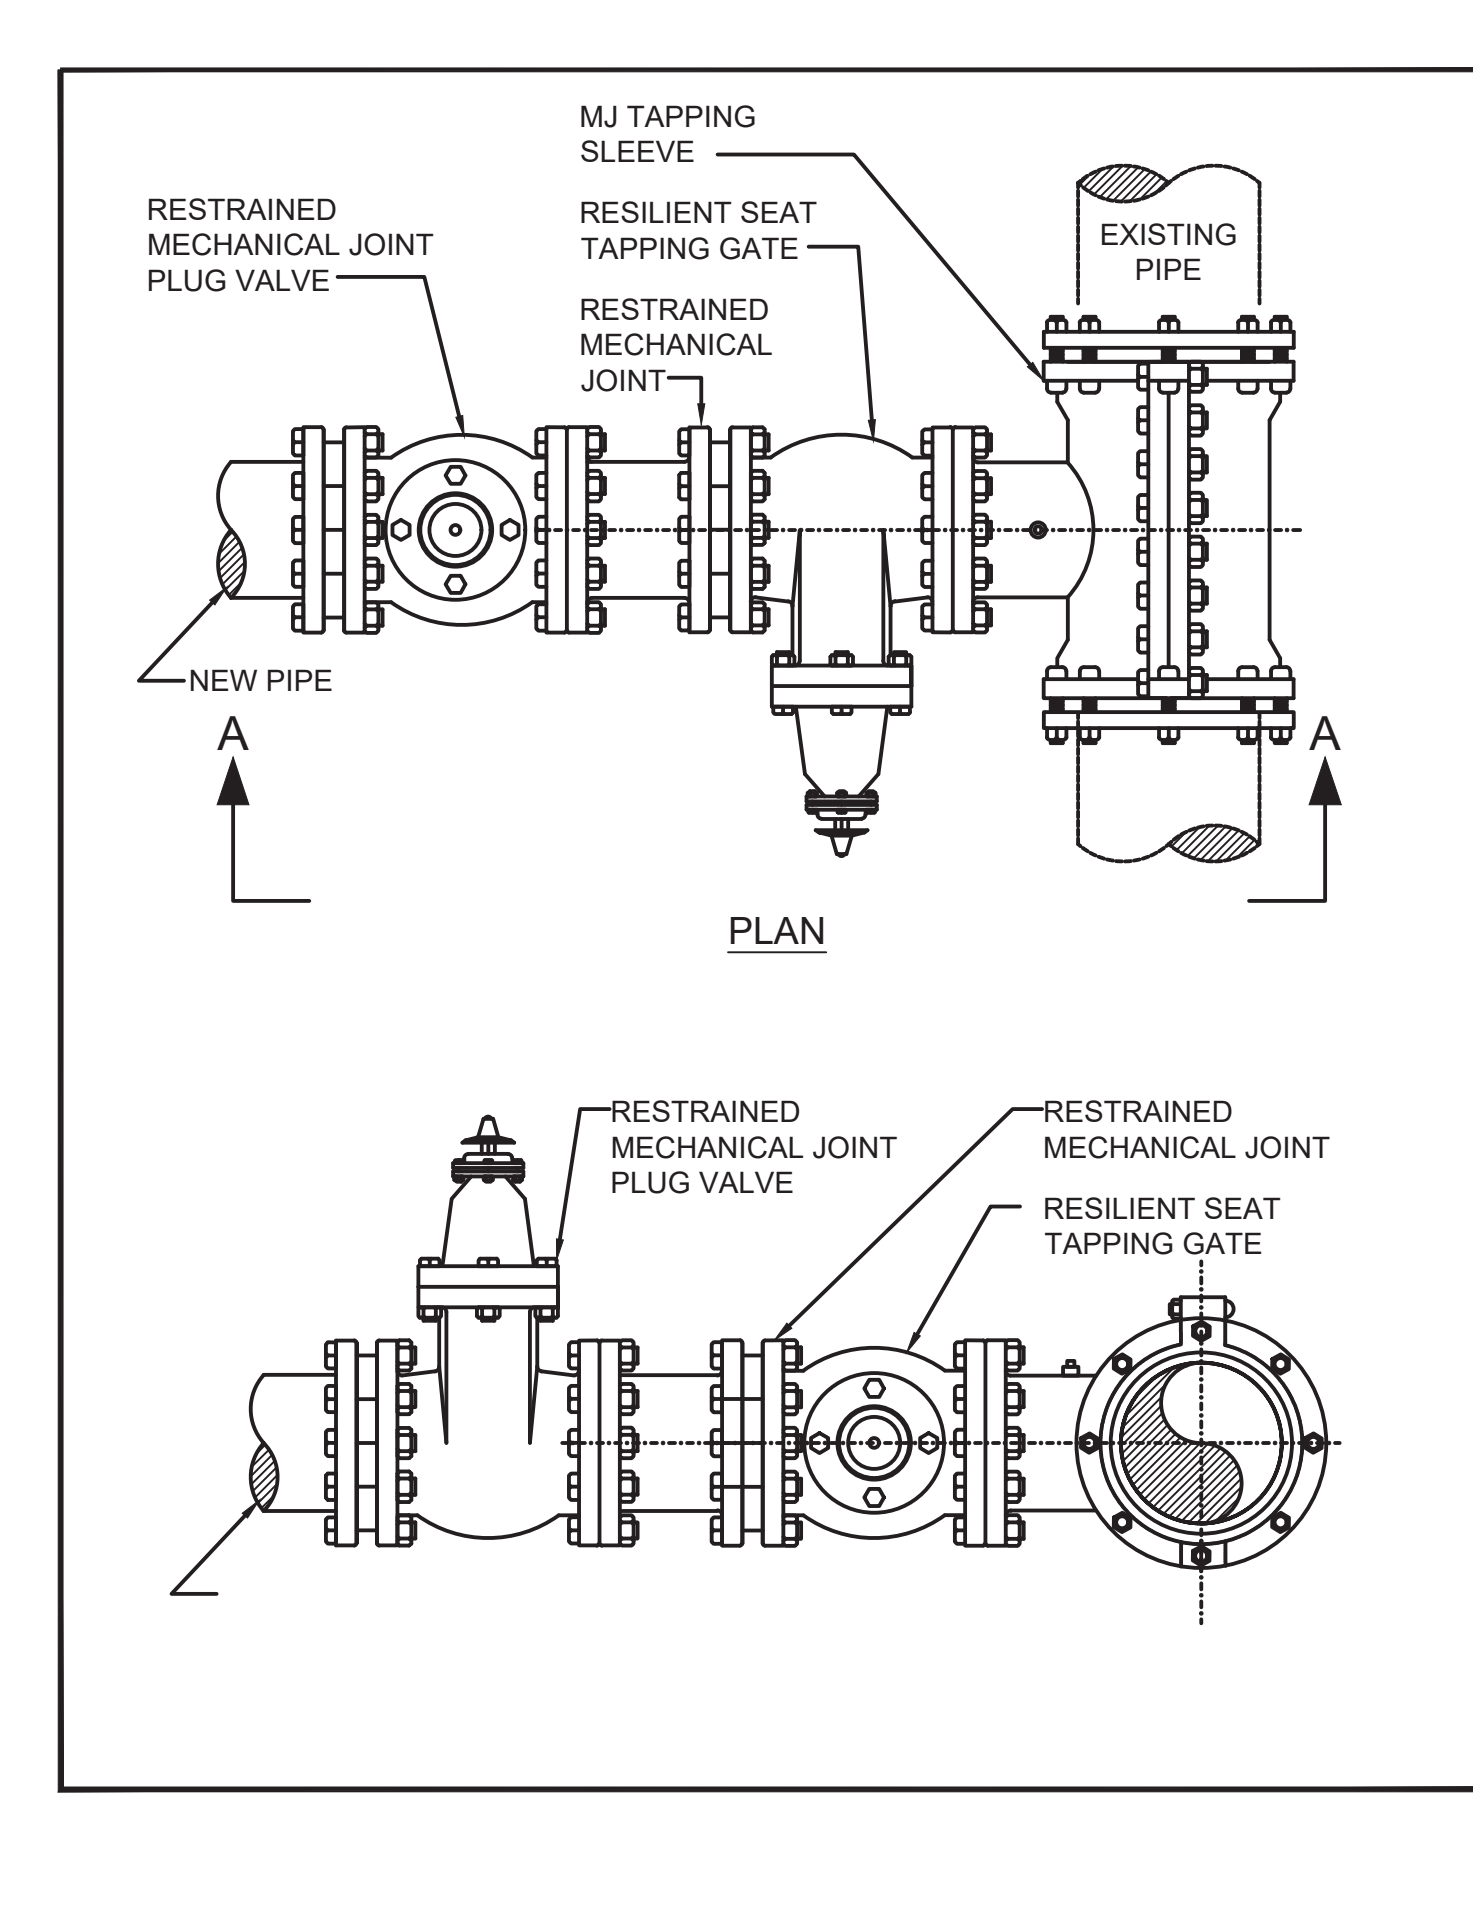 MJ TAPPING
SLEEVE
RESTRAINED
MECHANICAL JOINT
PLUG VALVE
RESILIENT SEAT
TAPPING GATE
EXISTING
PIPE
RESTRAINED
MECHANICAL
JOINT
NEW PIPE
A
A
PLAN
RESTRAINED
MECHANICAL JOINT
PLUG VALVE
RESTRAINED
MECHANICAL JOINT
RESILIENT SEAT
TAPPING GATE